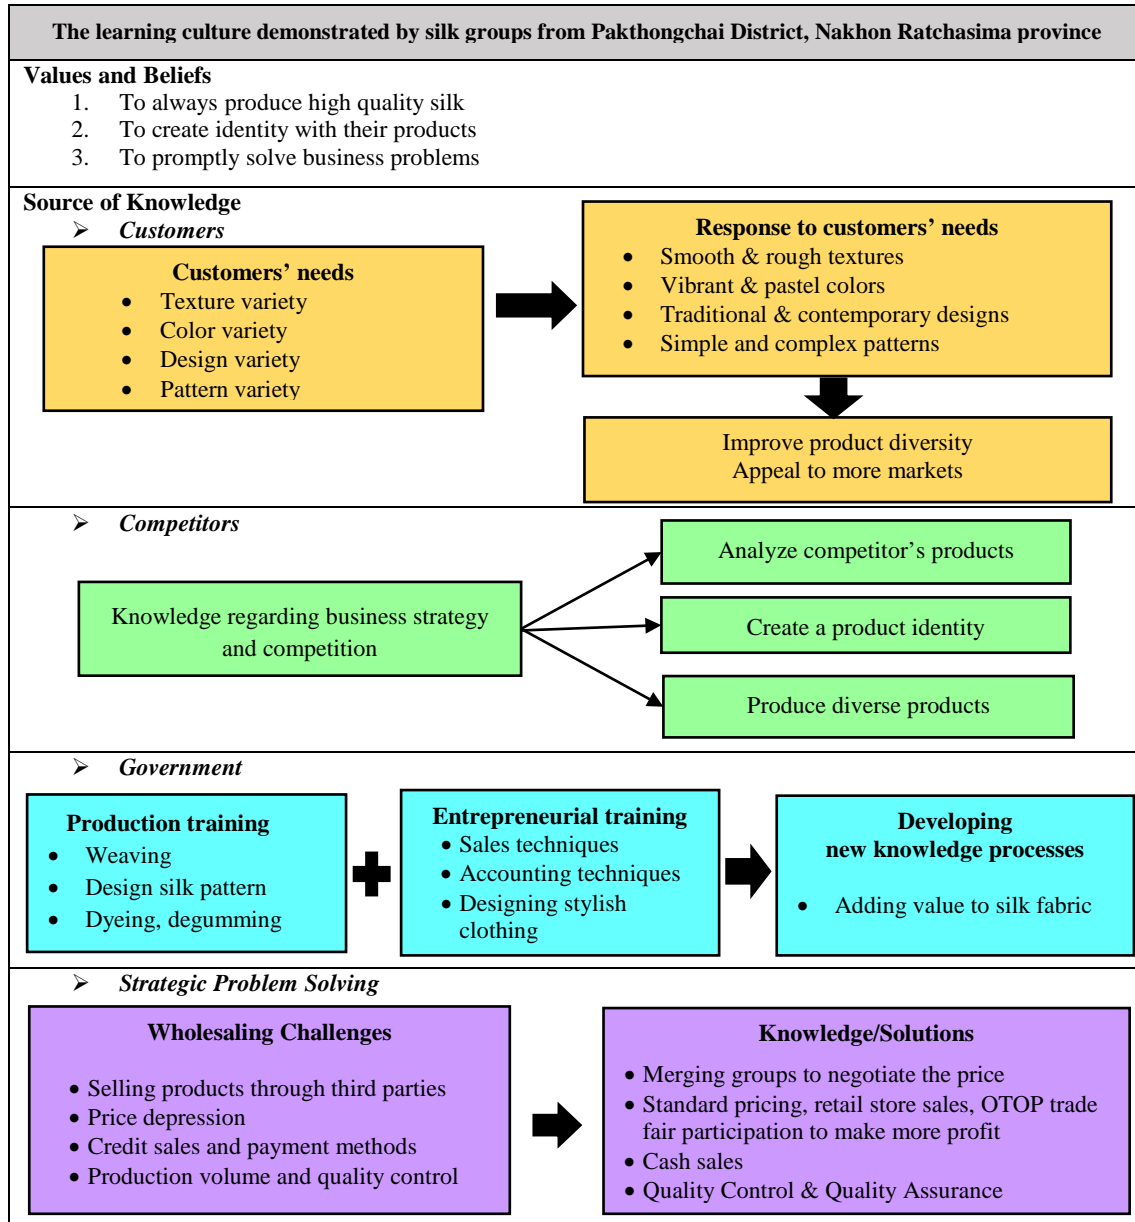 The learning culture demonstrated by silk groups from Pakthongchai District, Nakhon Ratchasima province
Values and Beliefs
1. To always produce high quality silk
2. To create identity with their products
3. To promptly solve business problems
Source of Knowledge
➢ Customers
Customers’ needs
• Texture variety
• Color variety
• Design variety
• Pattern variety
Response to customers’ needs
• Smooth & rough textures
• Vibrant & pastel colors
• Traditional & contemporary designs
• Simple and complex patterns
Improve product diversity
Appeal to more markets
➢ Competitors
Knowledge regarding business strategy
and competition
Analyze competitor’s products
Create a product identity
Produce diverse products
➢ Government
Production training
• Weaving
• Design silk pattern
• Dyeing, degumming
Entrepreneurial training
• Sales techniques
• Accounting techniques
• Designing stylish
clothing
Developing
new knowledge processes
• Adding value to silk fabric
➢ Strategic Problem Solving
Wholesaling Challenges
• Selling products through third parties
• Price depression
• Credit sales and payment methods
• Production volume and quality control
Knowledge/Solutions
• Merging groups to negotiate the price
• Standard pricing, retail store sales, OTOP trade
fair participation to make more profit
• Cash sales
• Quality Control & Quality Assurance